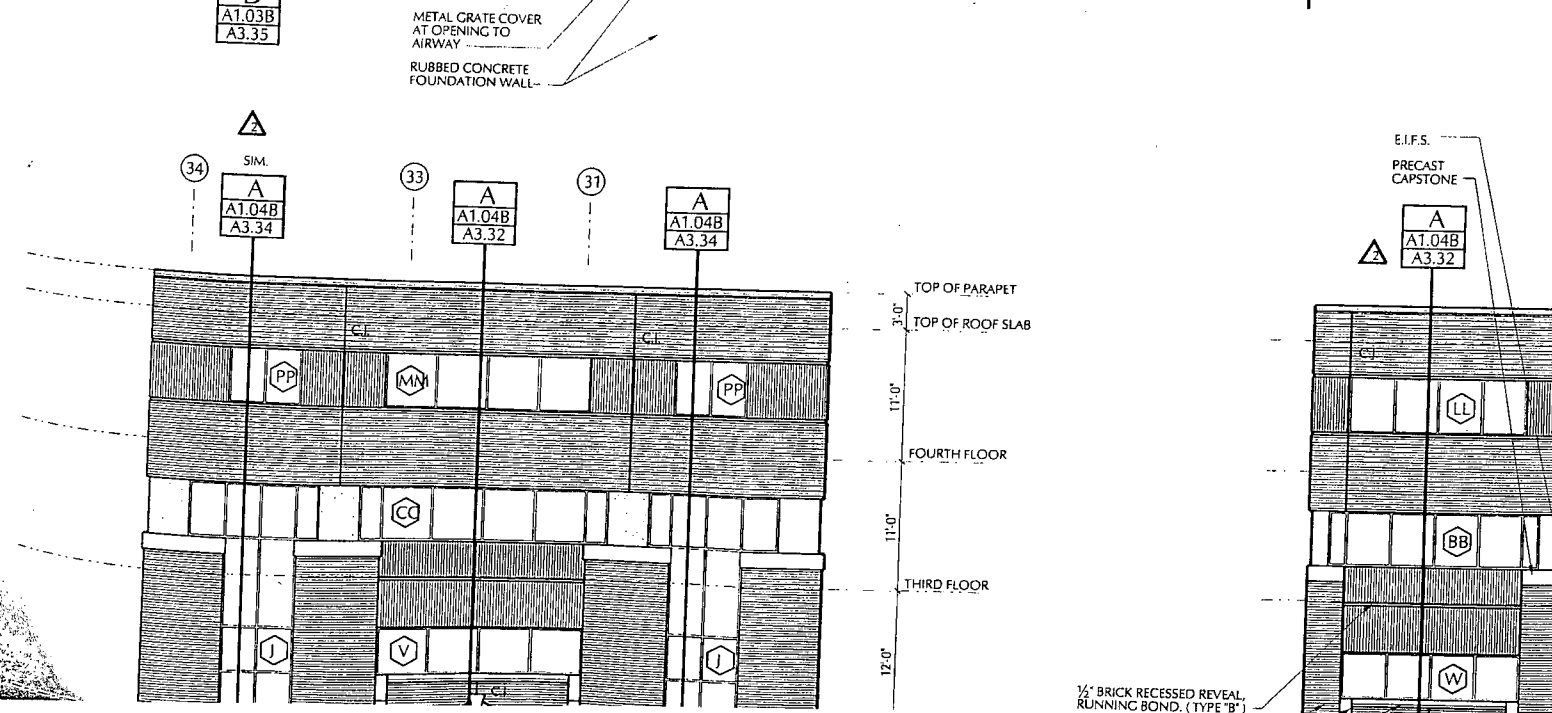 A1.03B
A3.35
METAL GRATE COVER
AT OPENING TO
AIRWAY
RUBBED CONCRETE
FOUNDATION WALL
2
34
SIM.
A
A1.04B
A3.34
33
A
A1.04B
A3.32
31
A
A1.04B
A3.34
E.I.F.S.
PRECAST
CAPSTONE
2
A
A1.04B
A3.32
TOP OF PARAPET
3'-0"
TOP OF ROOF SLAB
C.J.
C.J.
C.J.
PP
MM
PP
11'-0"
LL
FOURTH FLOOR
CC
11'-0"
BB
THIRD FLOOR
J
V
J
12'-0"
W
C.J.
½" BRICK RECESSED REVEAL,
RUNNING BOND. ( TYPE "B" )